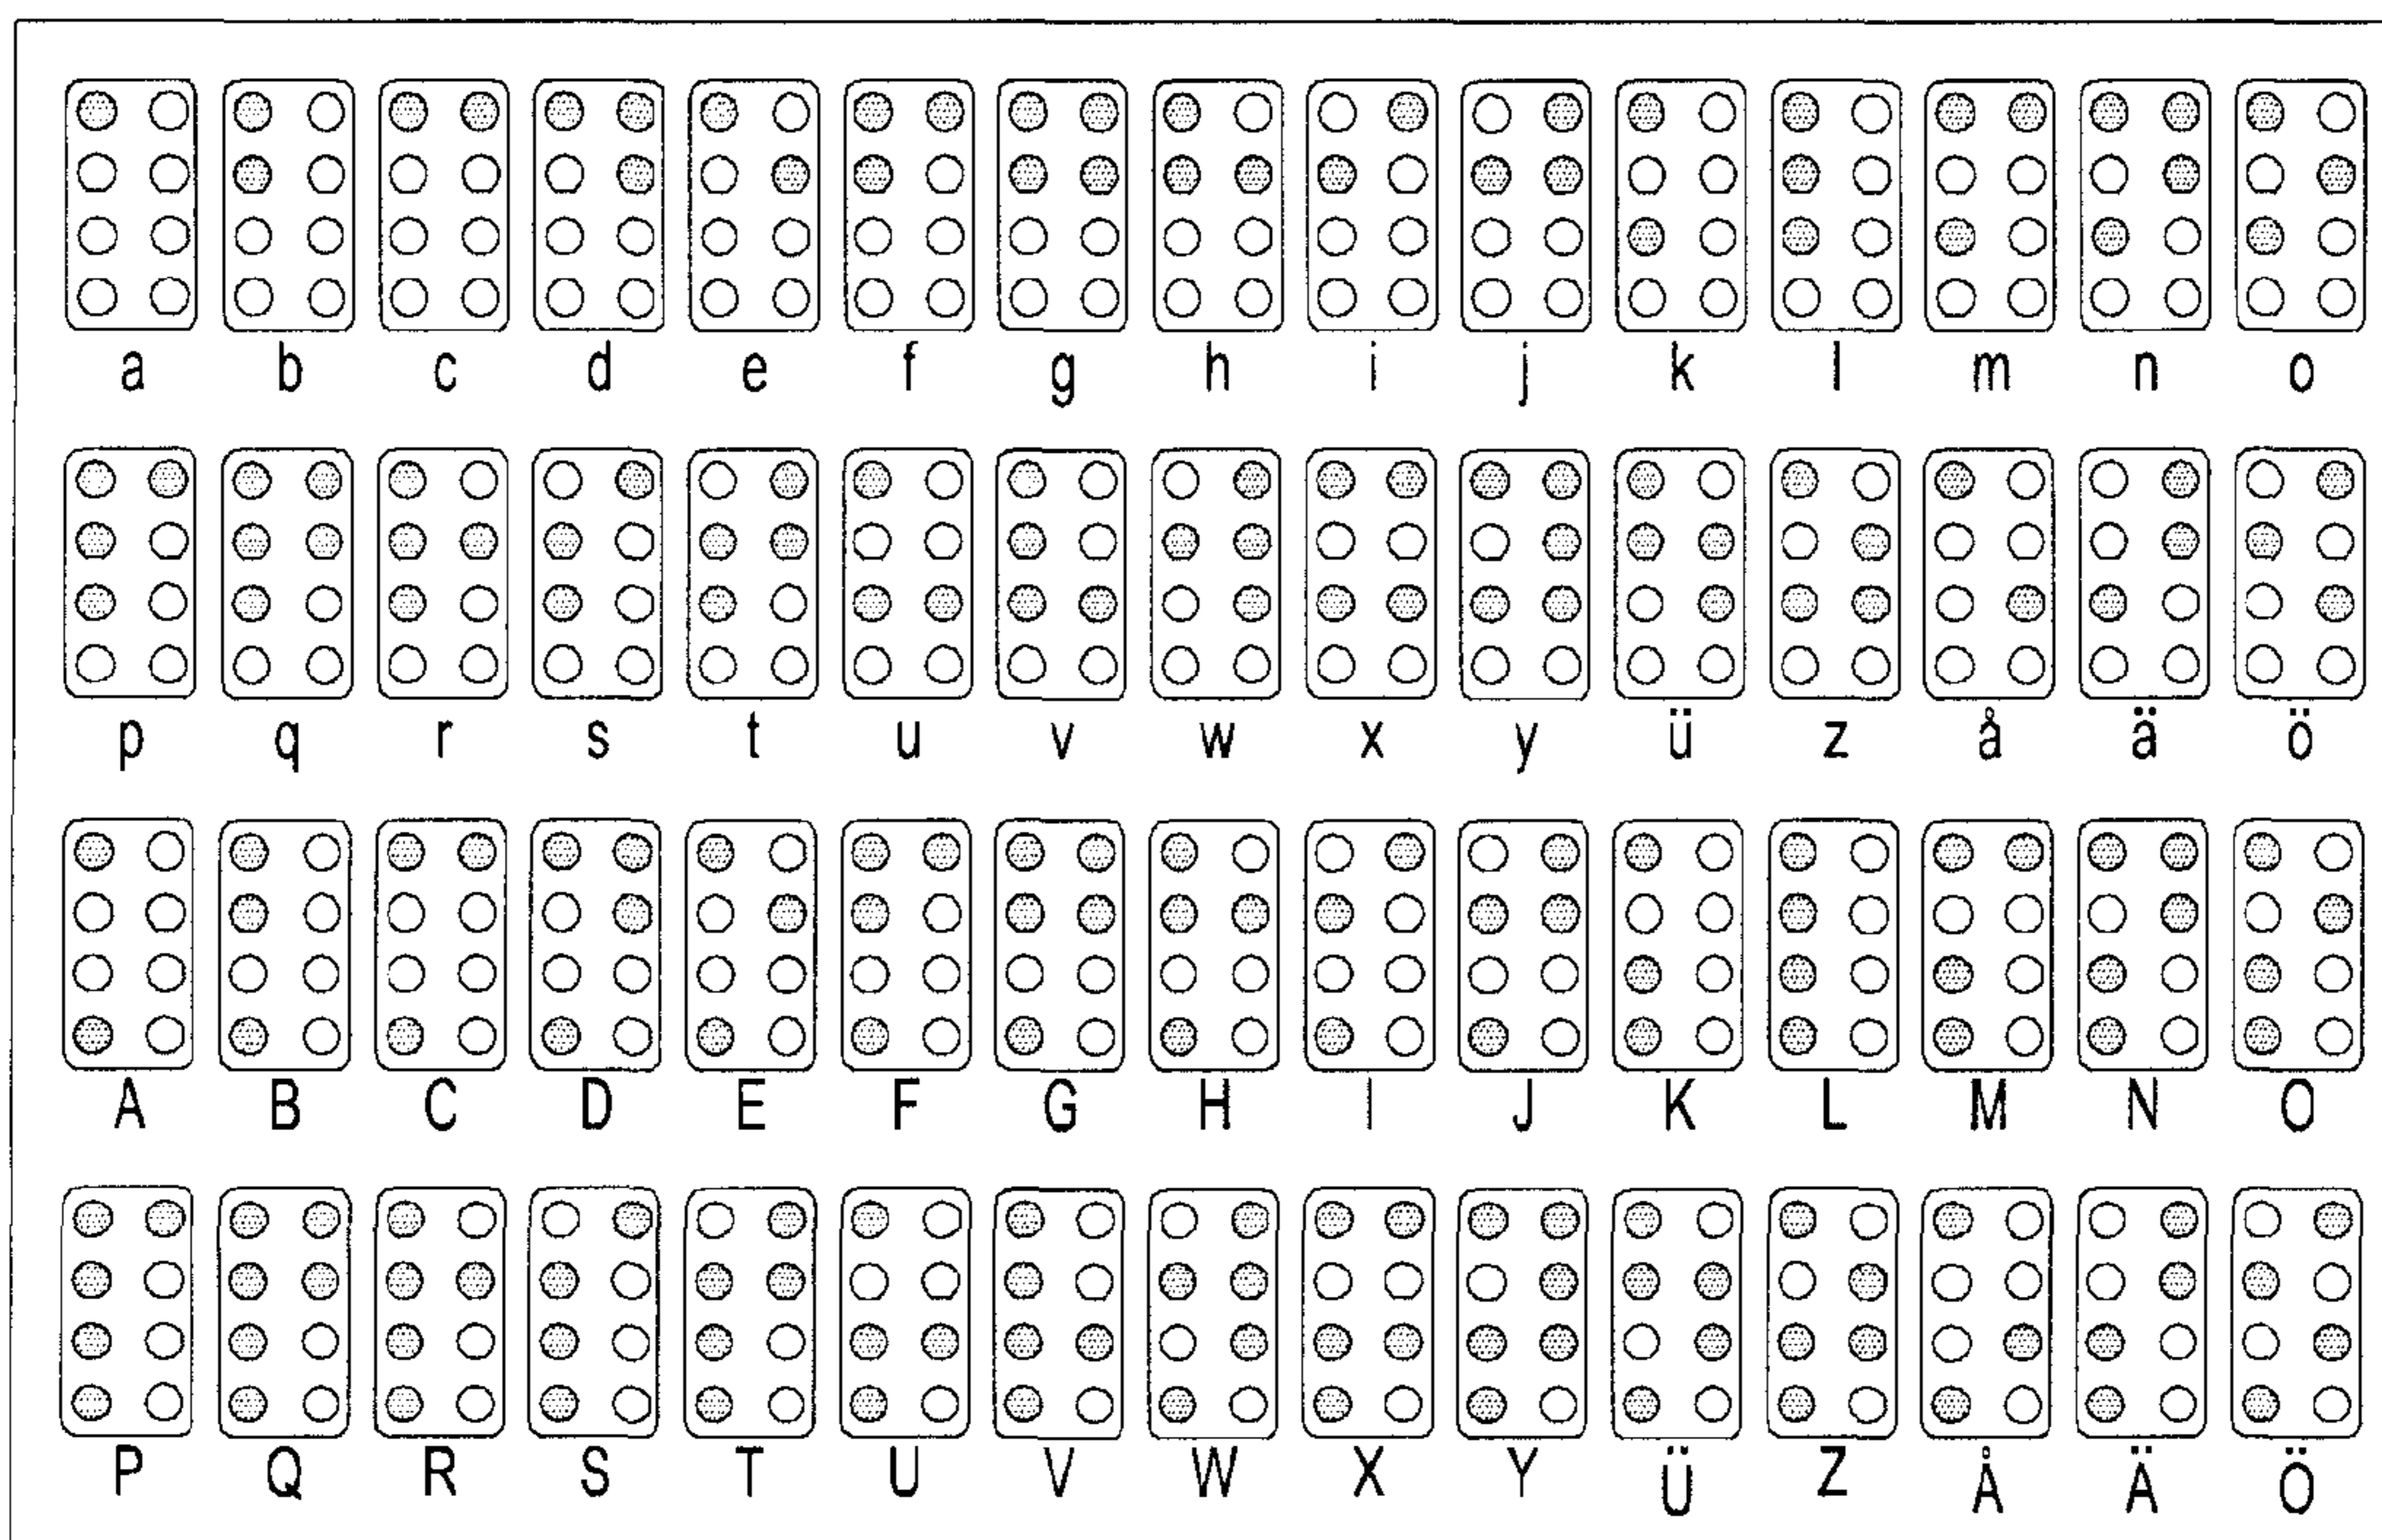 a b c d e f g h i j k l m n o
p q r s t u v w x y ü z å ä ö
A B C D E F G H I J K L M N O
P Q R S T U V W X Y Ü Z Å Ä Ö